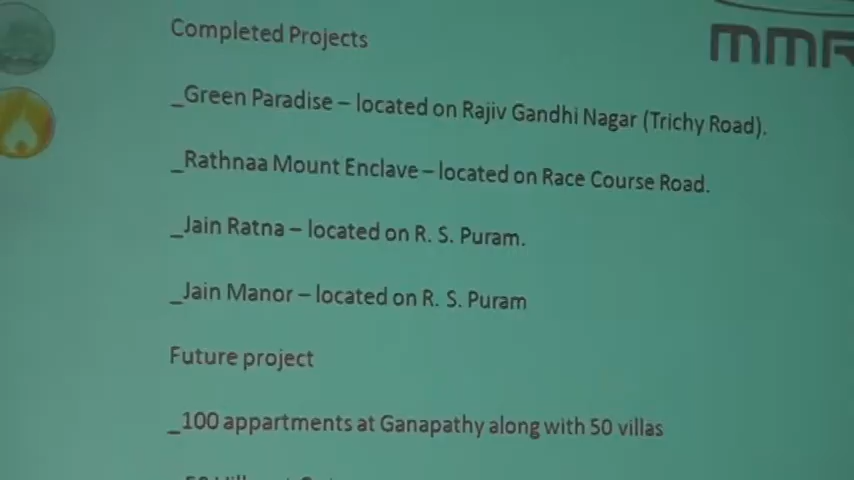 Completed Projects
mmR
_Green Paradise – located on Rajiv Gandhi Nagar (Trichy Road).
_Rathnaa Mount Enclave – located on Race Course Road.
_Jain Ratna – located on R. S. Puram.
_Jain Manor – located on R. S. Puram
Future project
_100 appartments at Ganapathy along with 50 villas